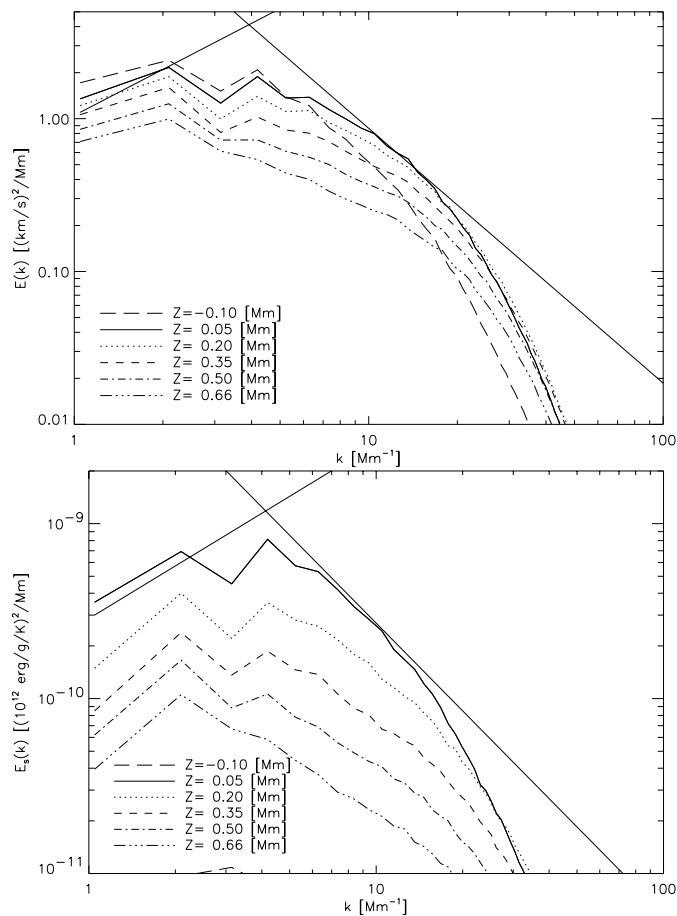 1.00
0.10
0.01
E(k) [(km/s)²/Mm]
Z=−0.10 [Mm]
Z= 0.05 [Mm]
Z= 0.20 [Mm]
Z= 0.35 [Mm]
Z= 0.50 [Mm]
Z= 0.66 [Mm]
1 10 100
k [Mm⁻¹]
10⁻⁹
10⁻¹⁰
10⁻¹¹
Eₛ(k) [(10¹² erg/g/K)²/Mm]
Z=−0.10 [Mm]
Z= 0.05 [Mm]
Z= 0.20 [Mm]
Z= 0.35 [Mm]
Z= 0.50 [Mm]
Z= 0.66 [Mm]
1 10 100
k [Mm⁻¹]